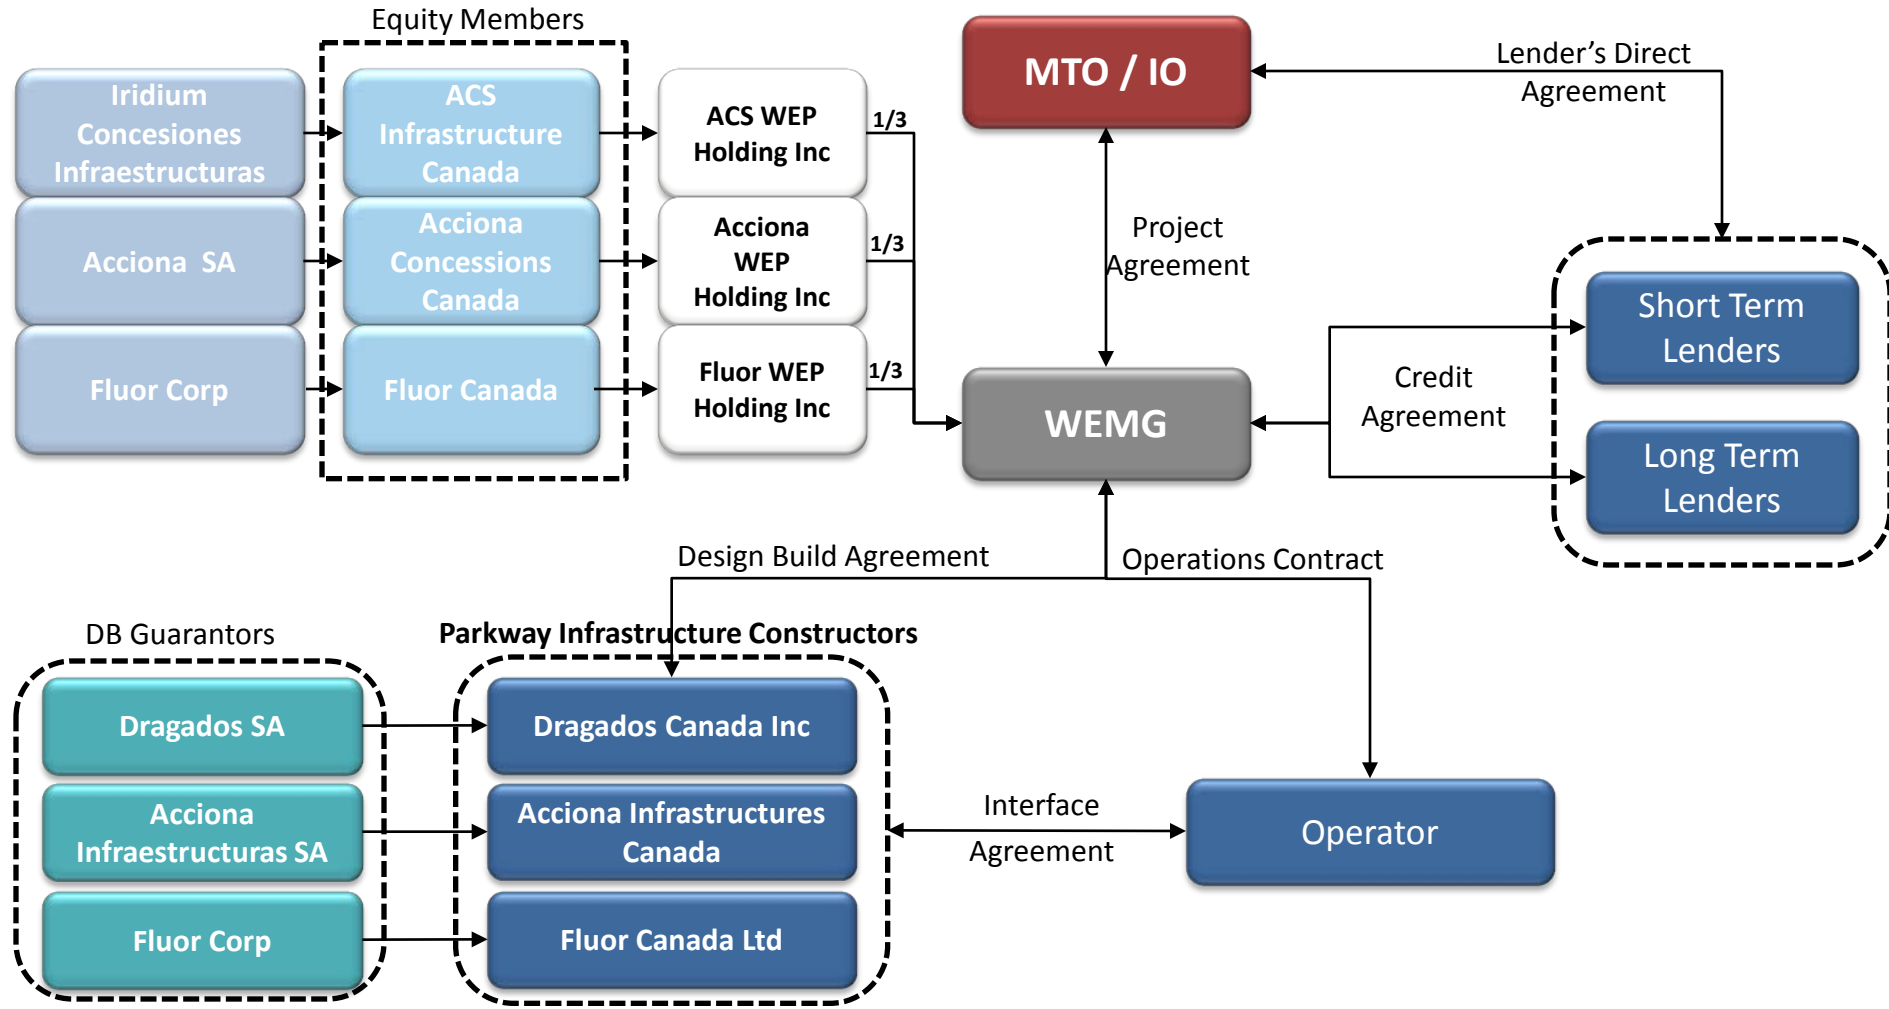 Equity Members
Iridium
Concesiones
Infraestructuras
ACS
Infrastructure
Canada
ACS WEP
Holding Inc
1/3
MTO / IO
Lender’s Direct
Agreement
Acciona SA
Acciona
Concessions
Canada
Acciona
WEP
Holding Inc
1/3
Project
Agreement
Fluor Corp
Fluor Canada
Fluor WEP
Holding Inc
1/3
WEMG
Credit
Agreement
Short Term
Lenders
Long Term
Lenders
Design Build Agreement
Operations Contract
DB Guarantors
Parkway Infrastructure Constructors
Dragados SA
Dragados Canada Inc
Acciona
Infraestructuras SA
Acciona Infrastructures
Canada
Interface
Agreement
Operator
Fluor Corp
Fluor Canada Ltd